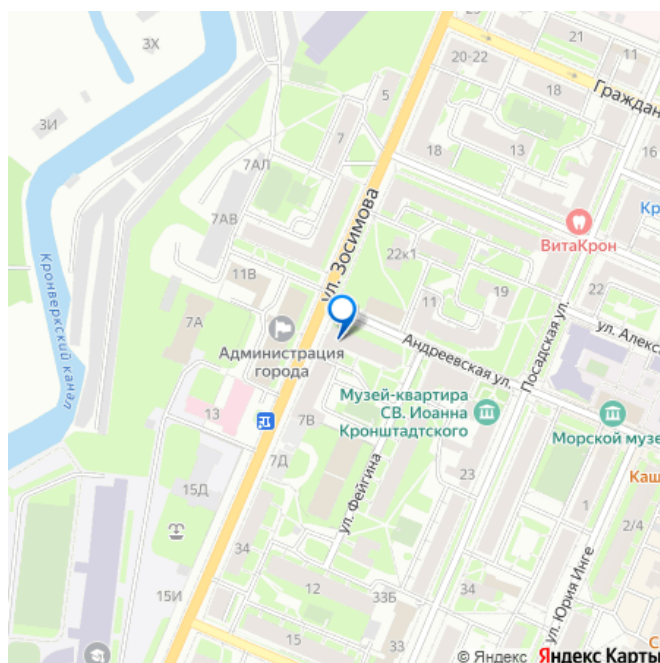 3Х
20-22
21
5
18
Граждан
3И
7
18
13
16
7АЛ
Кр
ВитаКрон
7АВ
ул. Зосимова
22к1
Кронверкский канал
11В
11
19
22
7А
Администрация
города
Андреевская ул.
Посадская ул.
ул. Алекс
Музей-квартира
СВ. Иоанна
Кронштадтского
13
7В
Морской музе
7Д
23
Каш
15Д
ул. Фейгина
1
2/4
34
12
33Б
34
ул. Юрия Инге
15И
15
С
© Яндекс Яндекс Карты